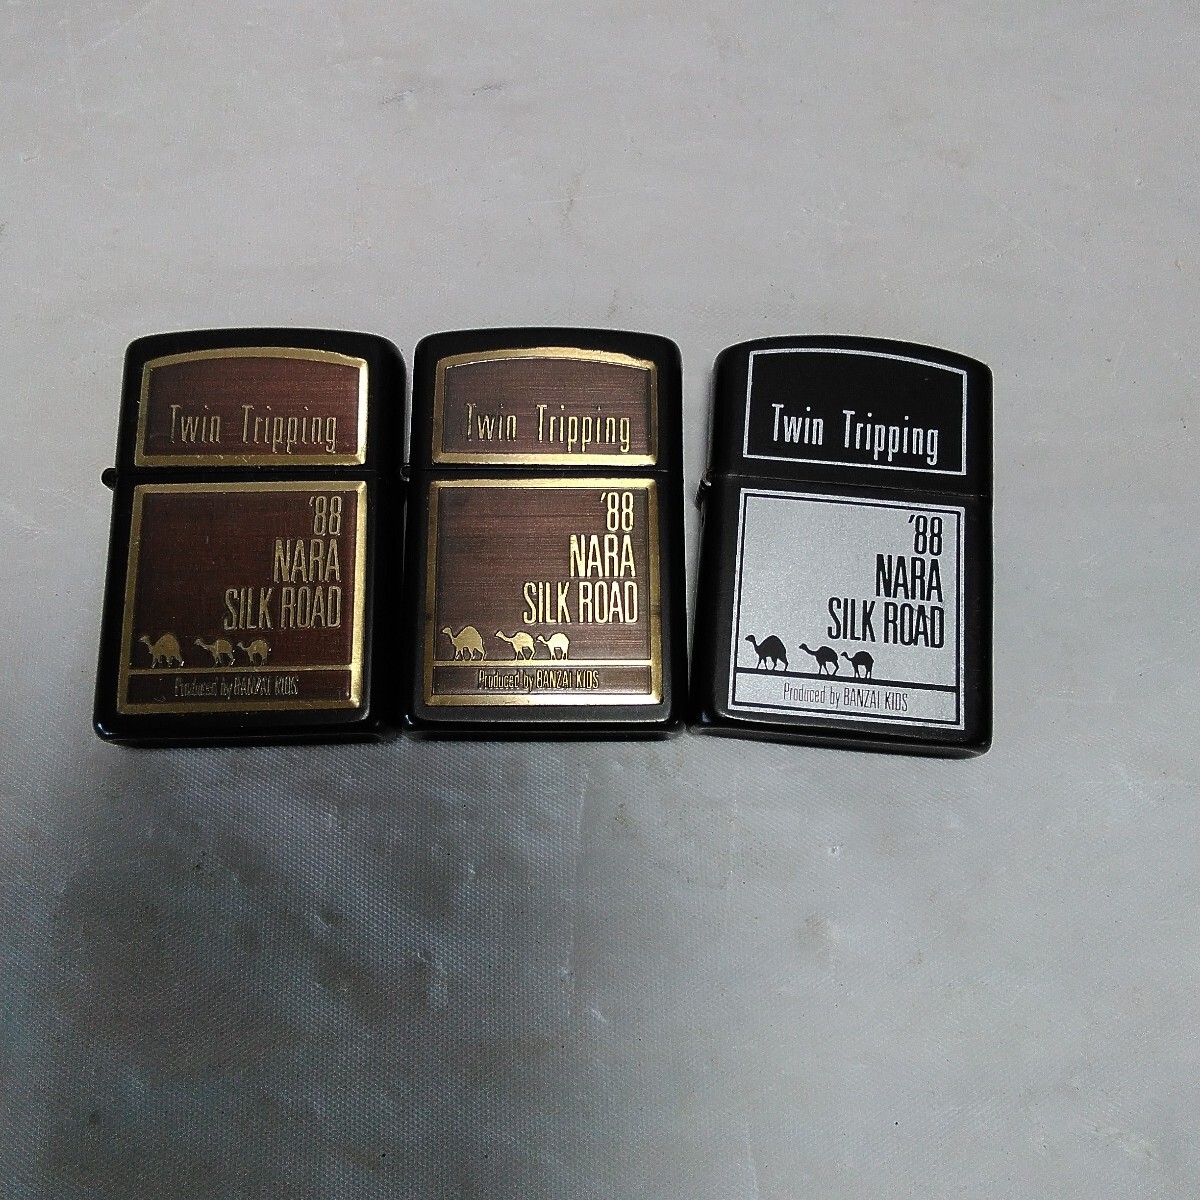 Twin Tripping
'88
NARA
SILK ROAD
Produced by BANZAI KIDS
Twin Tripping
'88
NARA
SILK ROAD
Produced by BANZAI KIDS
Twin Tripping
'88
NARA
SILK ROAD
Produced by BANZAI KIDS